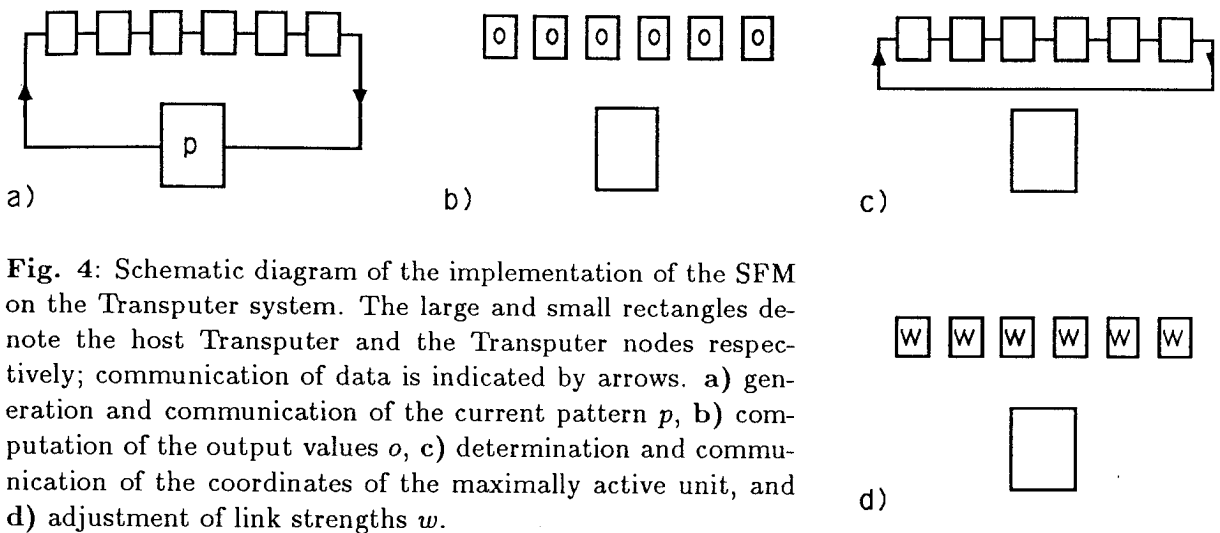 p
a)
o o o o o o
b)
c)
Fig. 4: Schematic diagram of the implementation of the SFM
on the Transputer system. The large and small rectangles de-
note the host Transputer and the Transputer nodes respec-
tively; communication of data is indicated by arrows. a) gen-
eration and communication of the current pattern p, b) com-
putation of the output values o, c) determination and commu-
nication of the coordinates of the maximally active unit, and
d) adjustment of link strengths w.
w w w w w w
d)